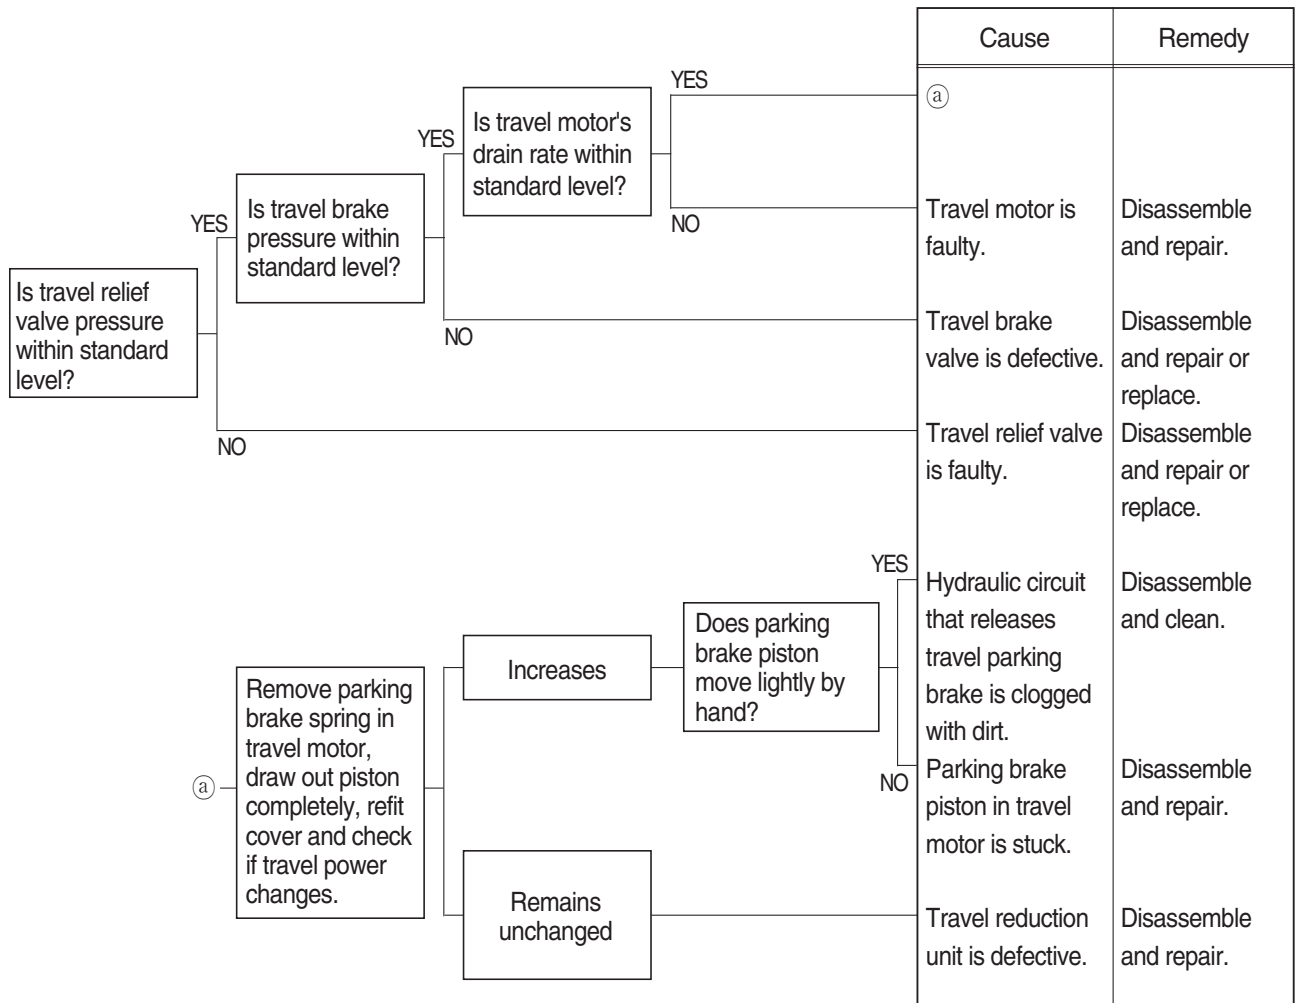 Cause
Remedy
Is travel relief
valve pressure
within standard
level?
YES
NO
Is travel brake
pressure within
standard level?
YES
NO
Is travel motor's
drain rate within
standard level?
YES
NO
ⓐ
Travel motor is
faulty.
Disassemble
and repair.
Travel brake
valve is defective.
Disassemble
and repair or
replace.
Travel relief valve
is faulty.
Disassemble
and repair or
replace.
ⓐ
Remove parking
brake spring in
travel motor,
draw out piston
completely, refit
cover and check
if travel power
changes.
Increases
Does parking
brake piston
move lightly by
hand?
YES
NO
Hydraulic circuit
that releases
travel parking
brake is clogged
with dirt.
Disassemble
and clean.
Parking brake
piston in travel
motor is stuck.
Disassemble
and repair.
Remains
unchanged
Travel reduction
unit is defective.
Disassemble
and repair.